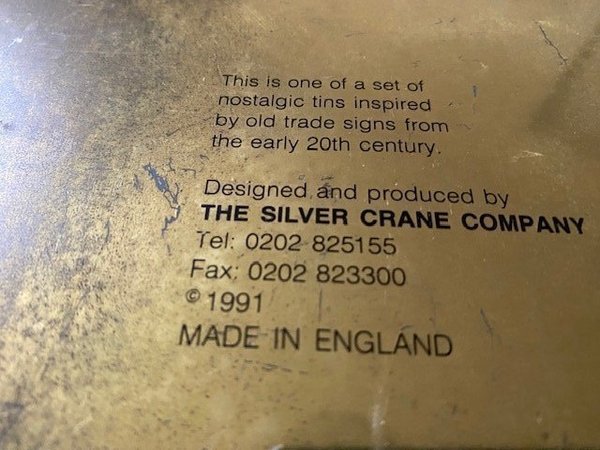 This is one of a set of
nostalgic tins inspired
by old trade signs from
the early 20th century.
Designed and produced by
THE SILVER CRANE COMPANY
Tel: 0202 825155
Fax: 0202 823300
© 1991
MADE IN ENGLAND